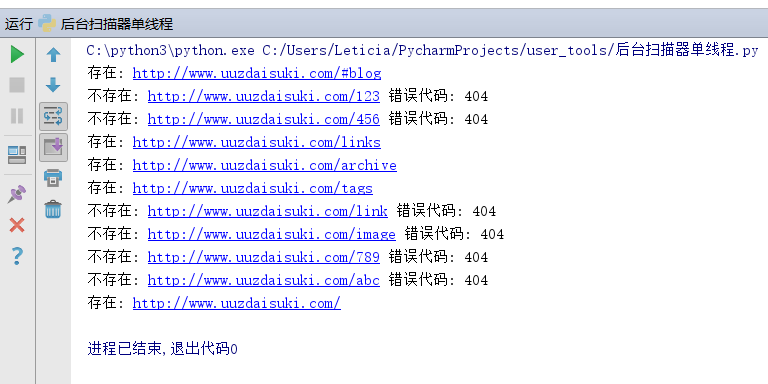 运行 后台扫描器单线程
C:\python3\python.exe C:/Users/Leticia/PycharmProjects/user_tools/后台扫描器单线程.py
存在: http://www.uuzdaisuki.com/#blog
不存在: http://www.uuzdaisuki.com/123 错误代码: 404
不存在: http://www.uuzdaisuki.com/456 错误代码: 404
存在: http://www.uuzdaisuki.com/links
存在: http://www.uuzdaisuki.com/archive
存在: http://www.uuzdaisuki.com/tags
不存在: http://www.uuzdaisuki.com/link 错误代码: 404
不存在: http://www.uuzdaisuki.com/image 错误代码: 404
不存在: http://www.uuzdaisuki.com/789 错误代码: 404
不存在: http://www.uuzdaisuki.com/abc 错误代码: 404
存在: http://www.uuzdaisuki.com/
进程已结束,退出代码0